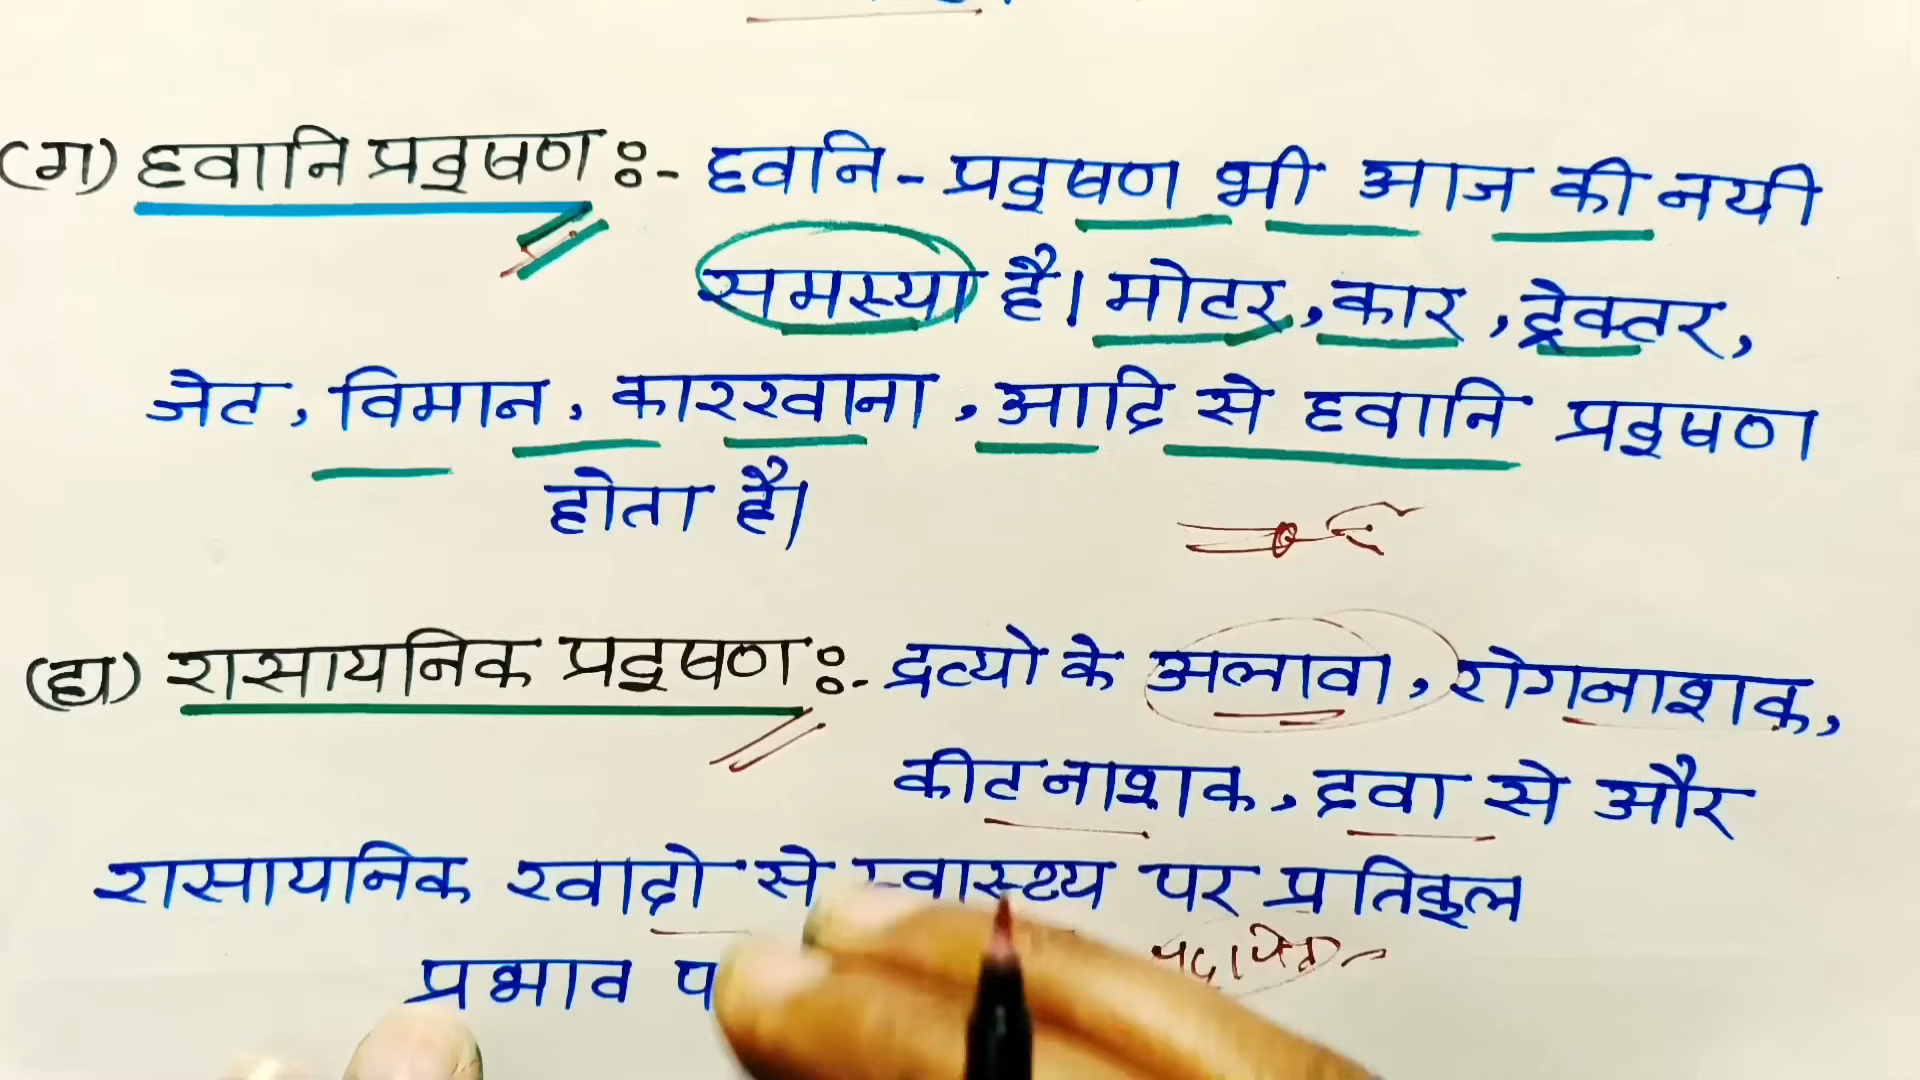 (ग) ध्वनि प्रदूषण :- ध्वनि - प्रदूषण भी आज की नयी
समस्या है। मोटर, कार, ट्रेक्टर,
जेट, विमान, कारखाना, आदि से ध्वनि प्रदूषण
होता है।
(घ) रासायनिक प्रदूषण :- द्रव्यो के अलावा, रोगनाशक,
कीटनाशक, दवा से और
रासायनिक खादो से स्वास्थ्य पर प्रतिकूल
प्रभाव